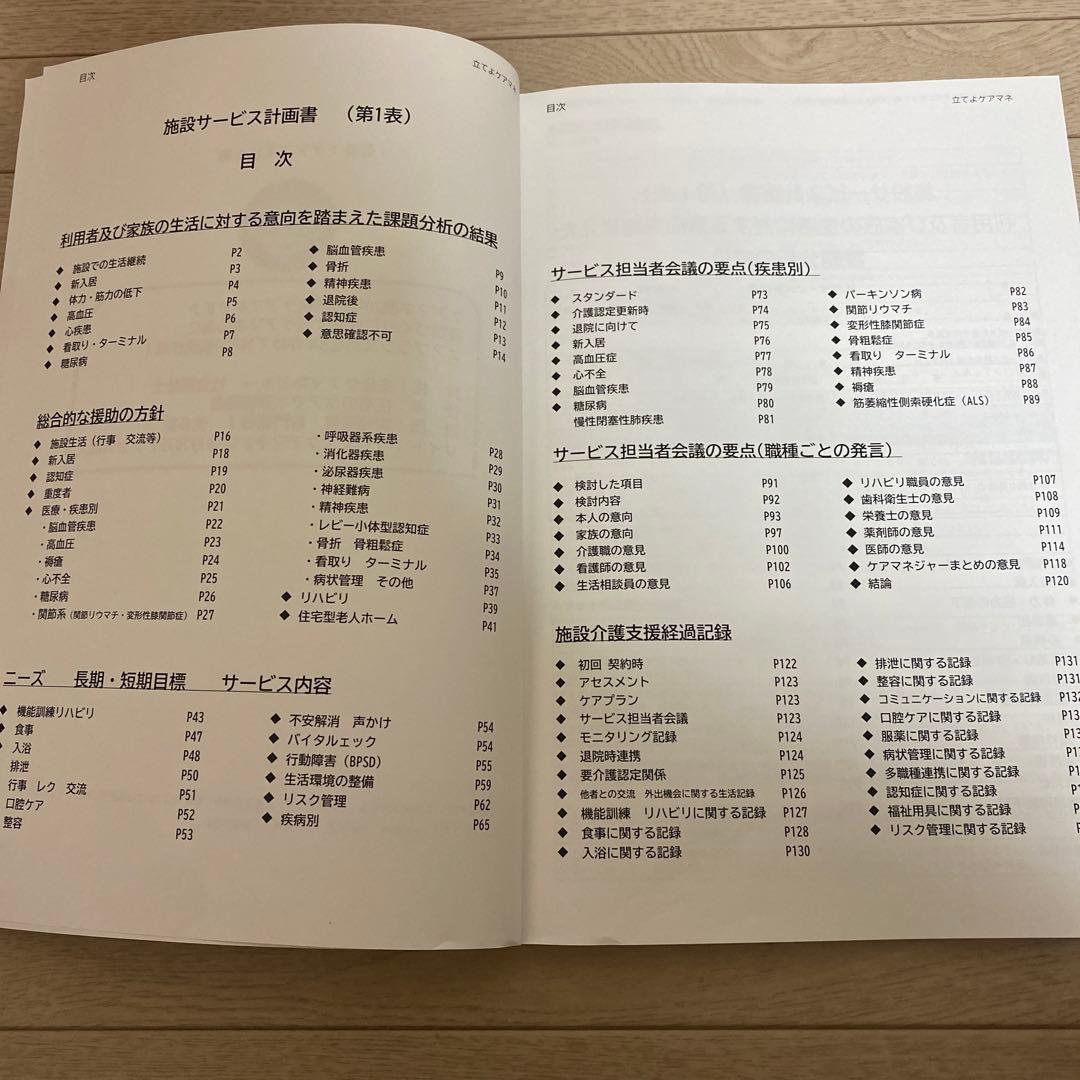 目次
立てよケアマネ
施設サービス計画書 （第1表）
目 次
利用者及び家族の生活に対する意向を踏まえた課題分析の結果
◆ 施設での生活継続 P2
◆ 新入居 P3
◆ 体力・筋力の低下 P4
◆ 高血圧 P5
◆ 心疾患 P6
◆ 看取り・ターミナル P7
◆ 糖尿病 P8
◆ 脳血管疾患 P9
◆ 骨折 P10
◆ 精神疾患 P11
◆ 退院後 P12
◆ 認知症 P13
◆ 意思確認不可 P14
総合的な援助の方針
◆ 施設生活（行事 交流等） P16
◆ 新入居 P18
◆ 認知症 P19
◆ 重度者 P20
◆ 医療・疾患別 P21
・脳血管疾患 P22
・高血圧 P23
・褥瘡 P24
・心不全 P25
・糖尿病 P26
・関節系（関節リウマチ・変形性膝関節症） P27
・呼吸器系疾患 P28
・消化器疾患 P29
・泌尿器疾患 P30
・神経難病 P31
・精神疾患 P32
・レビー小体型認知症 P33
・骨折 骨粗鬆症 P34
・看取り ターミナル P35
・病状管理 その他 P37
◆ リハビリ P39
◆ 住宅型老人ホーム P41
ニーズ 長期・短期目標 サービス内容
◆ 機能訓練リハビリ P43
◆ 食事 P47
◆ 入浴 P48
排泄 P50
行事 レク 交流 P51
口腔ケア P52
整容 P53
◆ 不安解消 声かけ P54
◆ バイタルェック P54
◆ 行動障害（BPSD） P55
◆ 生活環境の整備 P59
◆ リスク管理 P62
◆ 疾病別 P65
目次
立てよケアマネ
サービス担当者会議の要点（疾患別）
◆ スタンダード P73
◆ 介護認定更新時 P74
◆ 退院に向けて P75
◆ 新入居 P76
◆ 高血圧症 P77
◆ 心不全 P78
◆ 脳血管疾患 P79
◆ 糖尿病 P80
慢性閉塞性肺疾患 P81
◆ パーキンソン病 P82
◆ 関節リウマチ P83
◆ 変形性膝関節症 P84
◆ 骨粗鬆症 P85
◆ 看取り ターミナル P86
◆ 精神疾患 P87
◆ 褥瘡 P88
◆ 筋萎縮性側索硬化症（ALS） P89
サービス担当者会議の要点（職種ごとの発言）
◆ 検討した項目 P91
◆ 検討内容 P92
◆ 本人の意向 P93
◆ 家族の意向 P97
◆ 介護職の意見 P100
◆ 看護師の意見 P102
◆ 生活相談員の意見 P106
◆ リハビリ職員の意見 P107
◆ 歯科衛生士の意見 P108
◆ 栄養士の意見 P109
◆ 薬剤師の意見 P111
◆ 医師の意見 P114
◆ ケアマネジャーまとめの意見 P118
◆ 結論 P120
施設介護支援経過記録
◆ 初回 契約時 P122
◆ アセスメント P123
◆ ケアプラン P123
◆ サービス担当者会議 P123
◆ モニタリング記録 P124
◆ 退院時連携 P124
◆ 要介護認定関係 P125
◆ 他者との交流 外出機会に関する生活記録 P126
◆ 機能訓練 リハビリに関する記録 P127
◆ 食事に関する記録 P128
◆ 入浴に関する記録 P130
◆ 排泄に関する記録 P131
◆ 整容に関する記録 P131
◆ コミュニケーションに関する記録 P132
◆ 口腔ケアに関する記録
◆ 服薬に関する記録
◆ 病状管理に関する記録
◆ 多職種連携に関する記録
◆ 認知症に関する記録
◆ 福祉用具に関する記録
◆ リスク管理に関する記録